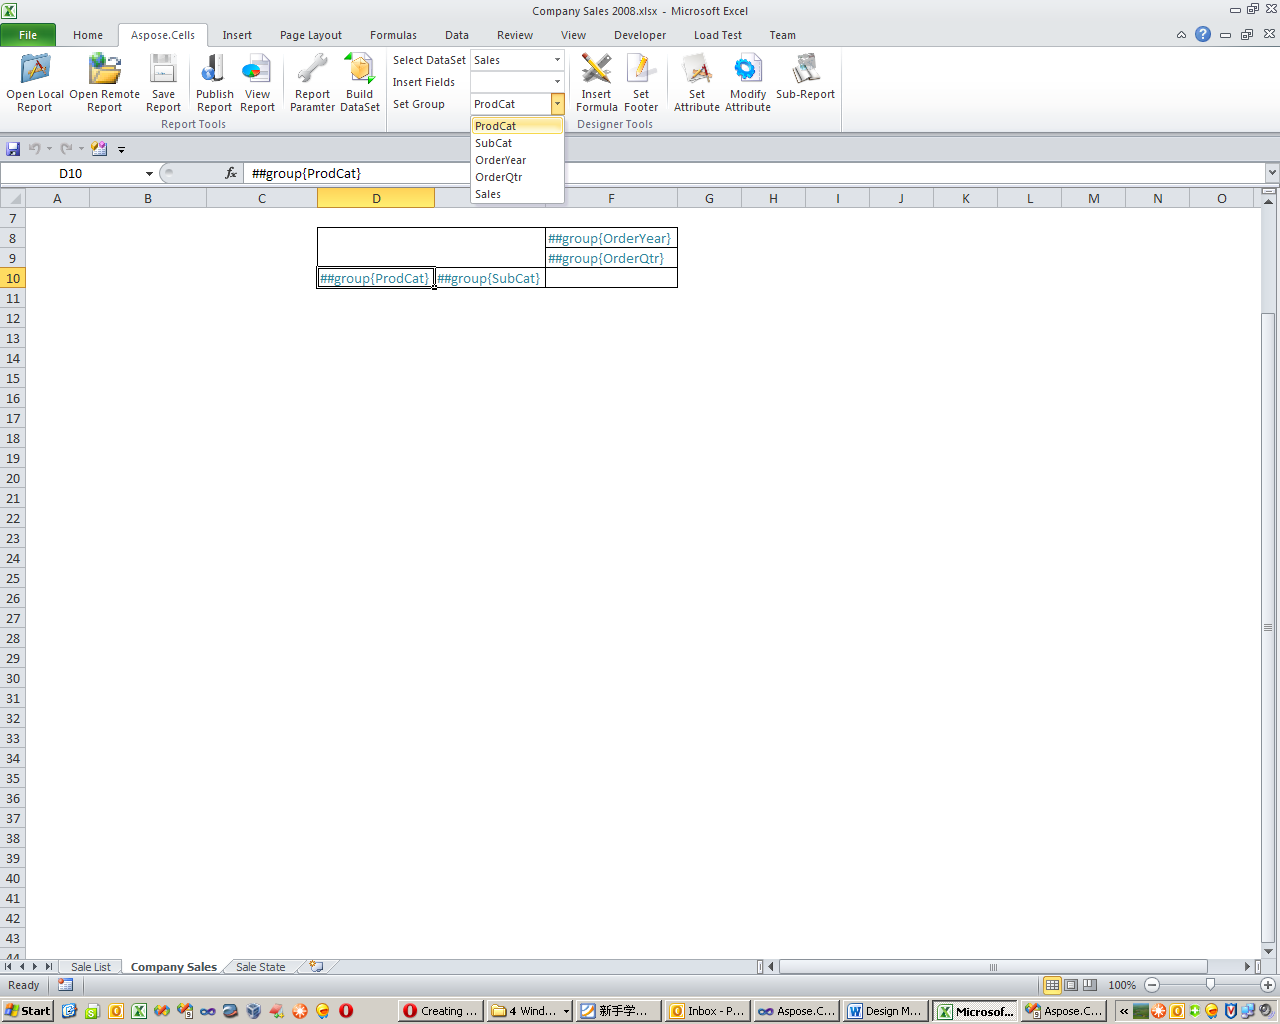 Company Sales 2008.xlsx - Microsoft Excel
File Home Aspose.Cells Insert Page Layout Formulas Data Review View Developer Load Test Team
Open Local Report
Open Remote Report
Save Report
Publish Report
View Report
Report Paramter
Build DataSet
Report Tools
Select DataSet Sales
Insert Fields
Set Group ProdCat
ProdCat
SubCat
OrderYear
OrderQtr
Sales
Insert Formula
Set Footer
Set Attribute
Modify Attribute
Sub-Report
Designer Tools
D10 fx ##group{ProdCat}
A B C D F G H I J K L M N O
7
8 ##group{OrderYear}
9 ##group{OrderQtr}
10 ##group{ProdCat} ##group{SubCat}
11
12
13
14
15
16
17
18
19
20
21
22
23
24
25
26
27
28
29
30
31
32
33
34
35
36
37
38
39
40
41
42
43
44
Sale List Company Sales Sale State
Ready 100%
Start Creating ... 4 Wind... 新手学... Inbox - P... Aspose.C... Design M... Microsof... Aspose.C...